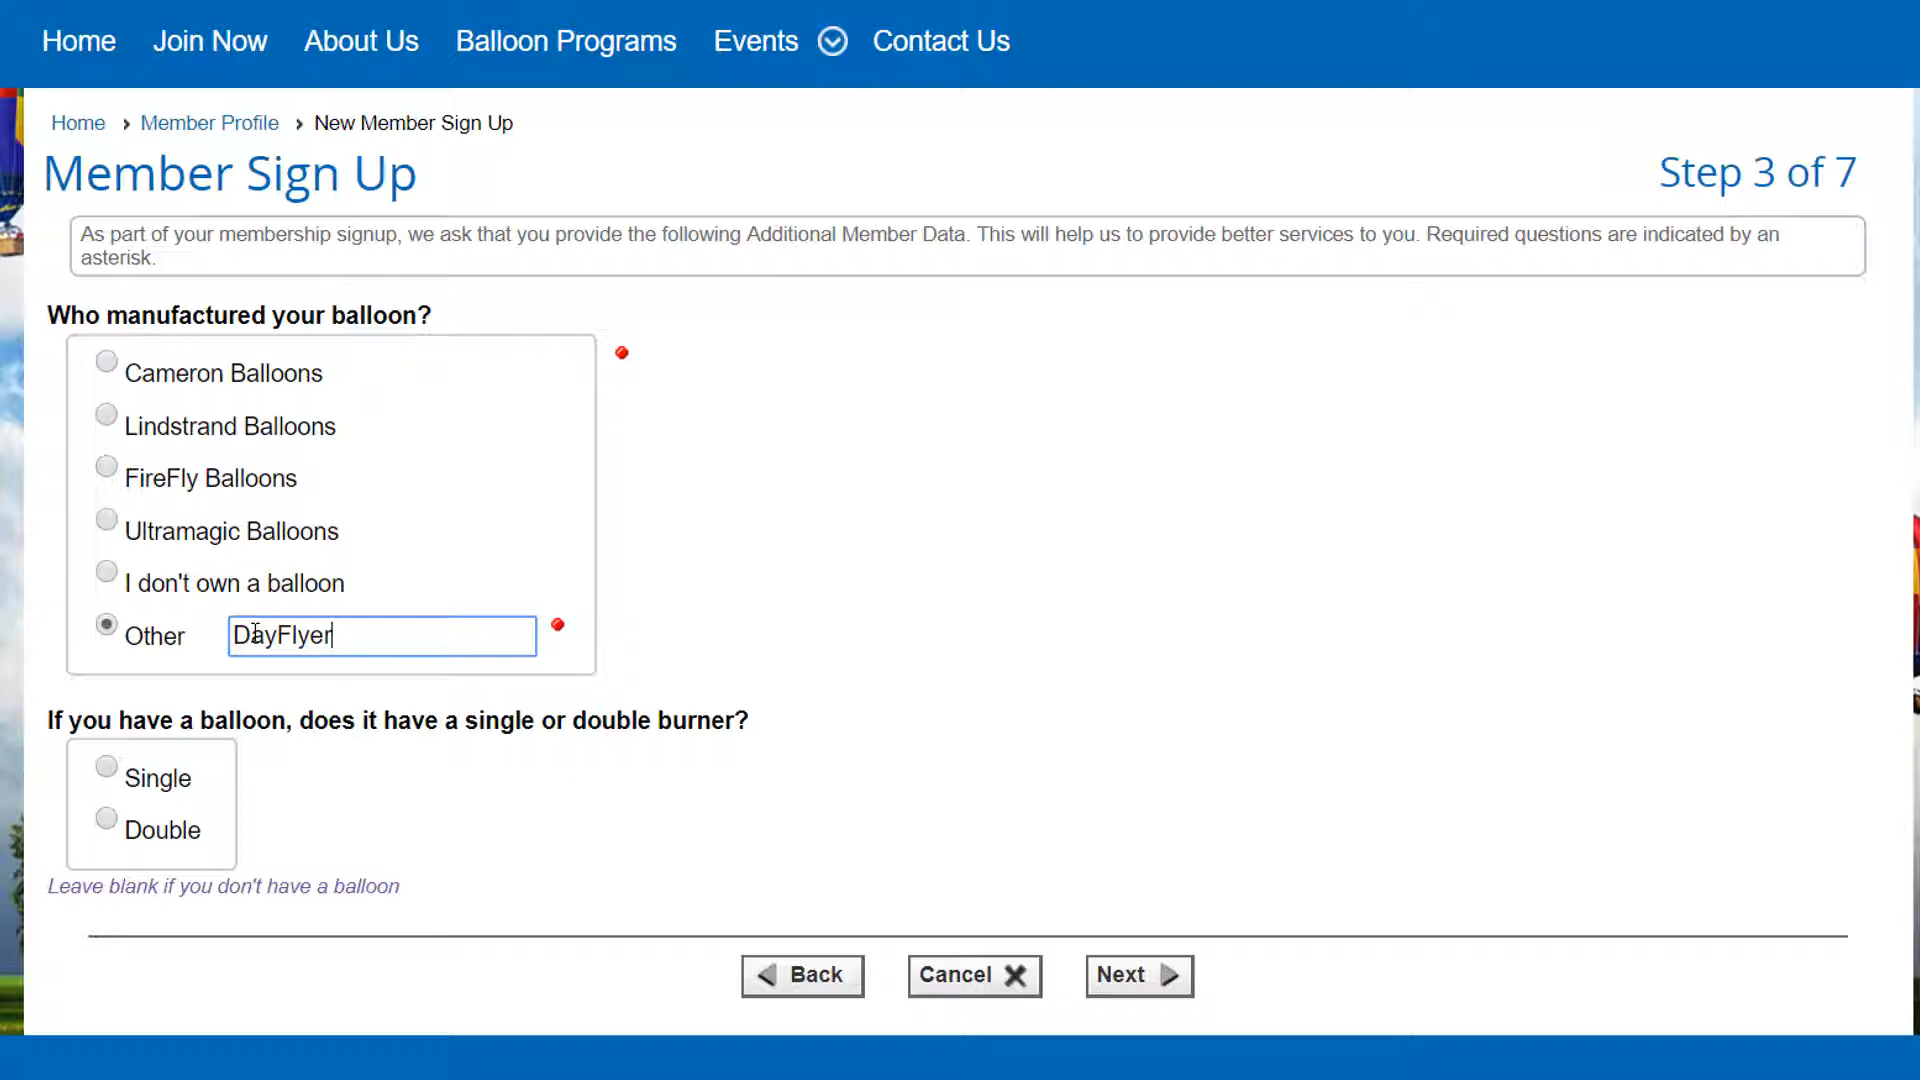 Home Join Now About Us Balloon Programs Events Contact Us
Home › Member Profile › New Member Sign Up
Member Sign Up
Step 3 of 7
As part of your membership signup, we ask that you provide the following Additional Member Data. This will help us to provide better services to you. Required questions are indicated by an
asterisk.
Who manufactured your balloon?
Cameron Balloons
Lindstrand Balloons
FireFly Balloons
Ultramagic Balloons
I don't own a balloon
Other DayFlyer
If you have a balloon, does it have a single or double burner?
Single
Double
Leave blank if you don't have a balloon
Back Cancel Next